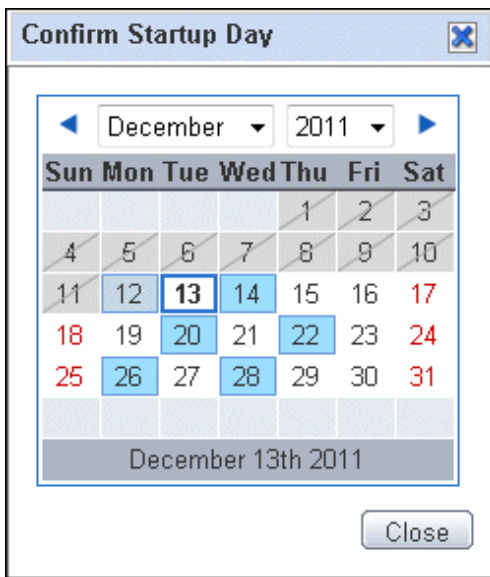 Confirm Startup Day
December 2011
Sun Mon Tue Wed Thu Fri Sat
1 2 3
4 5 6 7 8 9 10
11 12 13 14 15 16 17
18 19 20 21 22 23 24
25 26 27 28 29 30 31
December 13th 2011
Close